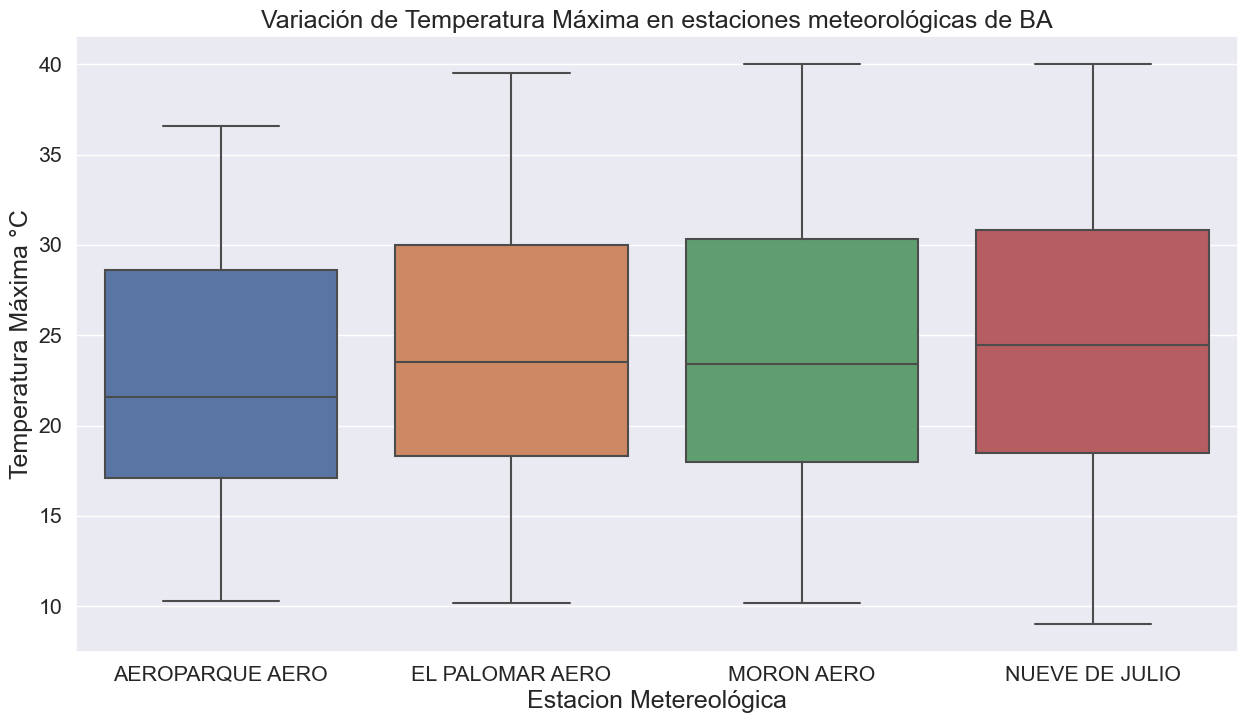 Variación de Temperatura Máxima en estaciones meteorológicas de BA
Temperatura Máxima °C
40
35
30
25
20
15
10
AEROPARQUE AERO
EL PALOMAR AERO
MORON AERO
NUEVE DE JULIO
Estacion Metereológica